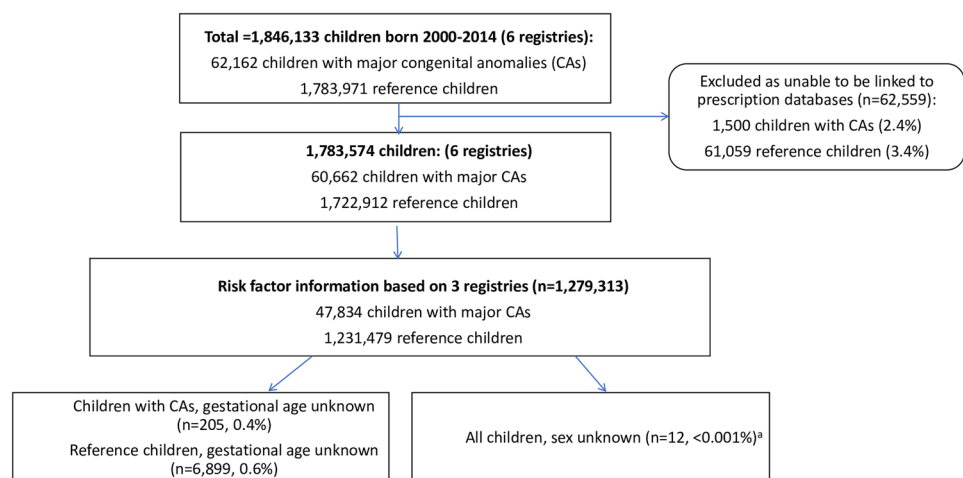 Total =1,846,133 children born 2000-2014 (6 registries):
62,162 children with major congenital anomalies (CAs)
1,783,971 reference children
Excluded as unable to be linked to
prescription databases (n=62,559):
1,500 children with CAs (2.4%)
61,059 reference children (3.4%)
1,783,574 children: (6 registries)
60,662 children with major CAs
1,722,912 reference children
Risk factor information based on 3 registries (n=1,279,313)
47,834 children with major CAs
1,231,479 reference children
Children with CAs, gestational age unknown
(n=205, 0.4%)
Reference children, gestational age unknown
(n=6,899, 0.6%)
All children, sex unknown (n=12, <0.001%)ᵃ